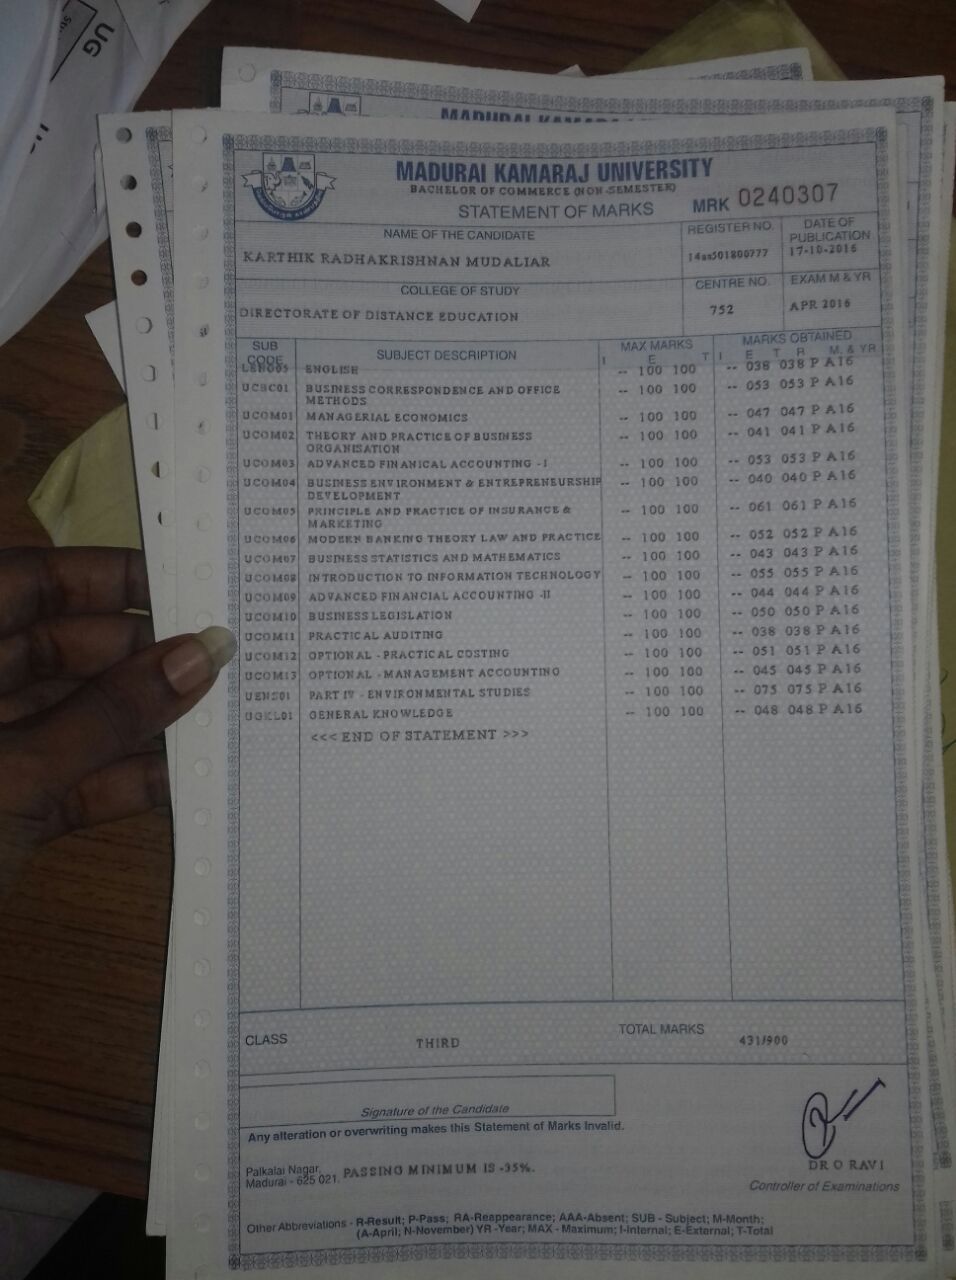 UG
MADURAI KAMARAJ UNIVERSITY
BACHELOR OF COMMERCE (NON-SEMESTER)
STATEMENT OF MARKS
MRK 0240307
NAME OF THE CANDIDATE
REGISTER NO.
DATE OF PUBLICATION
KARTHIK RADHAKRISHNAN MUDALIAR
17-10-2016
COLLEGE OF STUDY
CENTRE NO.
EXAM M & YR
DIRECTORATE OF DISTANCE EDUCATION
752
APR 2016
SUB CODE
SUBJECT DESCRIPTION
MAX MARKS
MARKS OBTAINED
I E T I E T R M. & YR
ENGLISH -- 100 100 -- 038 038 P A16
UCBC01 BUSINESS CORRESPONDENCE AND OFFICE -- 100 100 -- 053 053 P A16
METHODS
UCOM01 MANAGERIAL ECONOMICS -- 100 100 -- 047 047 P A16
UCOM02 THEORY AND PRACTICE OF BUSINESS -- 100 100 -- 041 041 P A16
ORGANISATION
UCOM03 ADVANCED FINANICAL ACCOUNTING - I -- 100 100 -- 053 053 P A16
UCOM04 BUSINESS ENVIRONMENT & ENTREPRENEURSHIP -- 100 100 -- 040 040 P A16
DEVELOPMENT
UCOM05 PRINCIPLE AND PRACTICE OF INSURANCE & -- 100 100 -- 061 061 P A16
MARKETING
UCOM06 MODERN BANKING THEORY LAW AND PRACTICE -- 100 100 -- 052 052 P A16
UCOM07 BUSINESS STATISTICS AND MATHEMATICS -- 100 100 -- 043 043 P A16
UCOM08 INTRODUCTION TO INFORMATION TECHNOLOGY -- 100 100 -- 055 055 P A16
UCOM09 ADVANCED FINANCIAL ACCOUNTING -II -- 100 100 -- 044 044 P A16
UCOM10 BUSINESS LEGISLATION -- 100 100 -- 050 050 P A16
UCOM11 PRACTICAL AUDITING -- 100 100 -- 038 038 P A16
UCOM12 OPTIONAL - PRACTICAL COSTING -- 100 100 -- 051 051 P A16
UCOM13 OPTIONAL - MANAGEMENT ACCOUNTING -- 100 100 -- 045 045 P A16
UENS01 PART IV - ENVIRONMENTAL STUDIES -- 100 100 -- 075 075 P A16
UGKL01 GENERAL KNOWLEDGE -- 100 100 -- 048 048 P A16
<<< END OF STATEMENT >>>
CLASS THIRD TOTAL MARKS 431/900
Signature of the Candidate
Any alteration or overwriting makes this Statement of Marks Invalid.
DR O RAVI
Palkalai Nagar,
Madurai - 625 021. PASSING MINIMUM IS -35%.
Controller of Examinations
Other Abbreviations - R-Result; P-Pass; RA-Reappearance; AAA-Absent; SUB - Subject; M-Month;
(A-April; N-November) YR -Year; MAX - Maximum; I-Internal; E-External; T-Total